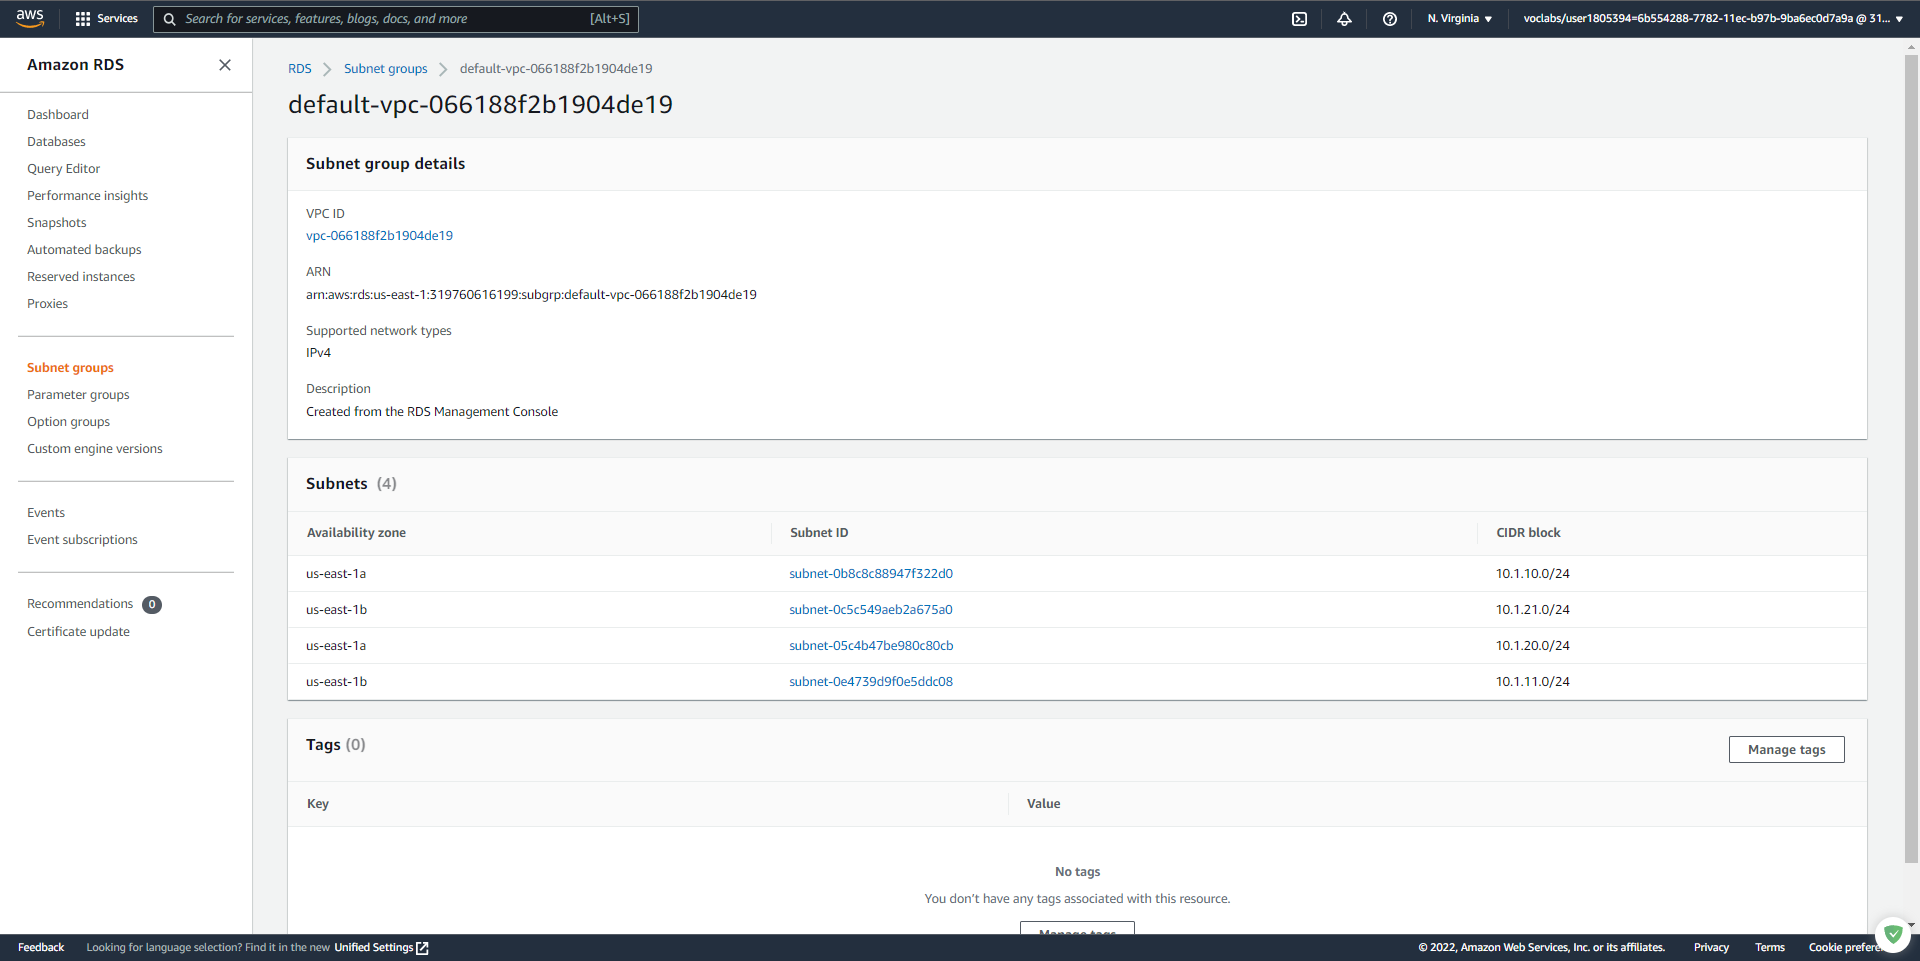 aws
Services
Search for services, features, blogs, docs, and more
[Alt+S]
N. Virginia
voclabs/user1805394=6b554288-7782-11ec-b97b-9ba6ec0d7a9a @ 31...
Amazon RDS
Dashboard
Databases
Query Editor
Performance insights
Snapshots
Automated backups
Reserved instances
Proxies
Subnet groups
Parameter groups
Option groups
Custom engine versions
Events
Event subscriptions
Recommendations 0
Certificate update
RDS > Subnet groups > default-vpc-066188f2b1904de19
default-vpc-066188f2b1904de19
Subnet group details
VPC ID
vpc-066188f2b1904de19
ARN
arn:aws:rds:us-east-1:319760616199:subgrp:default-vpc-066188f2b1904de19
Supported network types
IPv4
Description
Created from the RDS Management Console
Subnets (4)
Availability zone Subnet ID CIDR block
us-east-1a subnet-0b8c8c88947f322d0 10.1.10.0/24
us-east-1b subnet-0c5c549aeb2a675a0 10.1.21.0/24
us-east-1a subnet-05c4b47be980c80cb 10.1.20.0/24
us-east-1b subnet-0e4739d9f0e5ddc08 10.1.11.0/24
Tags (0)
Manage tags
Key Value
No tags
You don't have any tags associated with this resource.
Manage tags
Feedback
Looking for language selection? Find it in the new Unified Settings
© 2022, Amazon Web Services, Inc. or its affiliates.
Privacy
Terms
Cookie prefere